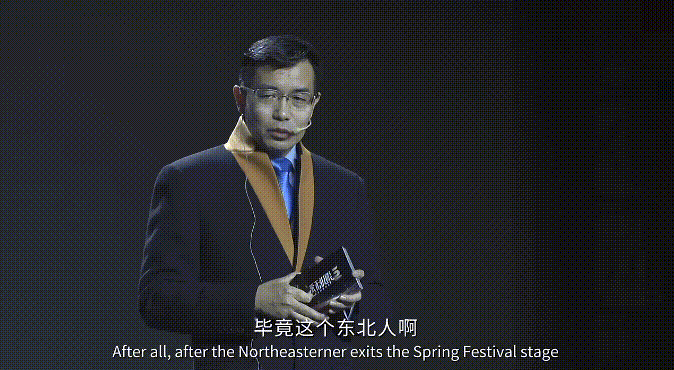 毕竟这个东北人啊
After all, after the Northeasterner exits the Spring Festival stage